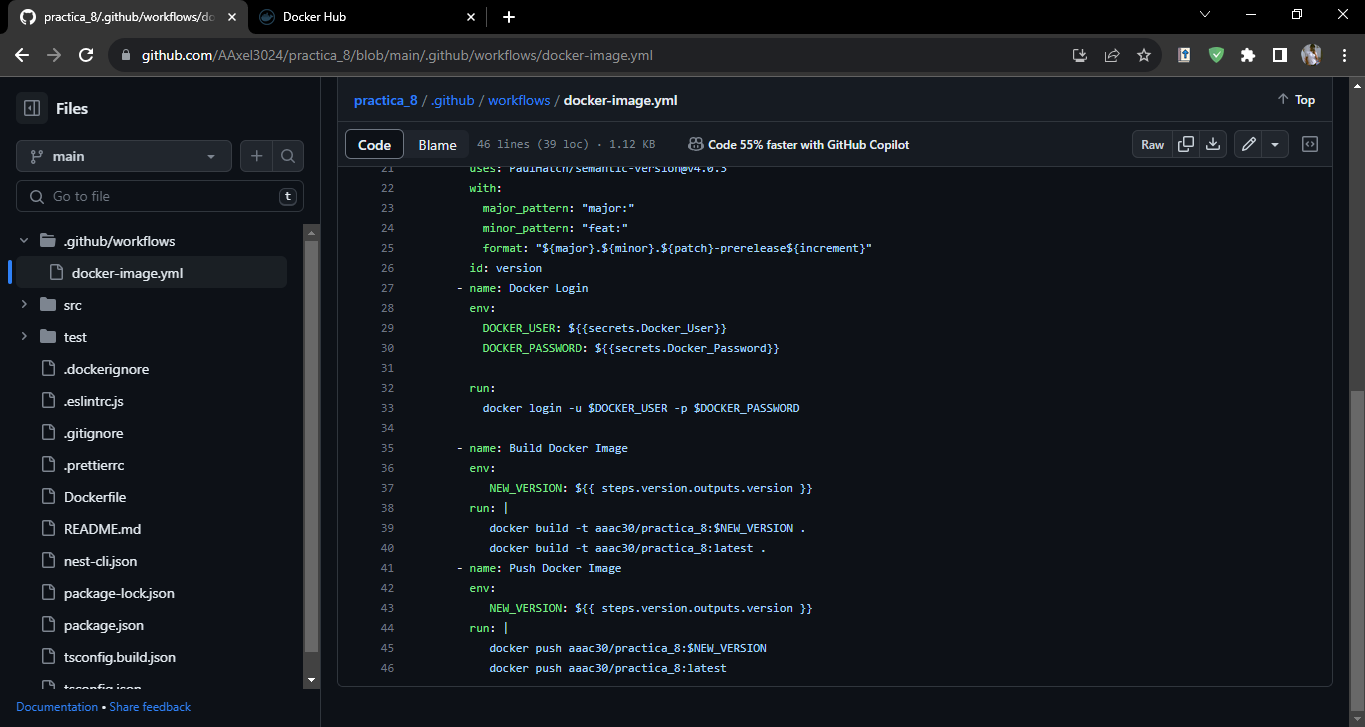 practica_8/.github/workflows/do
Docker Hub
github.com/AAxel3024/practica_8/blob/main/.github/workflows/docker-image.yml
Files
main
Go to file
t
.github/workflows
docker-image.yml
src
test
.dockerignore
.eslintrc.js
.gitignore
.prettierrc
Dockerfile
README.md
nest-cli.json
package-lock.json
package.json
tsconfig.build.json
tsconfig.json
Documentation • Share feedback
practica_8 / .github / workflows / docker-image.yml
Top
Code Blame 46 lines (39 loc) · 1.12 KB Code 55% faster with GitHub Copilot Raw
21 uses: PaulHatch/semantic-version@v4.0.3
22 with:
23 major_pattern: "major:"
24 minor_pattern: "feat:"
25 format: "${major}.${minor}.${patch}-prerelease${increment}"
26 id: version
27 - name: Docker Login
28 env:
29 DOCKER_USER: ${{secrets.Docker_User}}
30 DOCKER_PASSWORD: ${{secrets.Docker_Password}}
31
32 run:
33 docker login -u $DOCKER_USER -p $DOCKER_PASSWORD
34
35 - name: Build Docker Image
36 env:
37 NEW_VERSION: ${{ steps.version.outputs.version }}
38 run: |
39 docker build -t aaac30/practica_8:$NEW_VERSION .
40 docker build -t aaac30/practica_8:latest .
41 - name: Push Docker Image
42 env:
43 NEW_VERSION: ${{ steps.version.outputs.version }}
44 run: |
45 docker push aaac30/practica_8:$NEW_VERSION
46 docker push aaac30/practica_8:latest